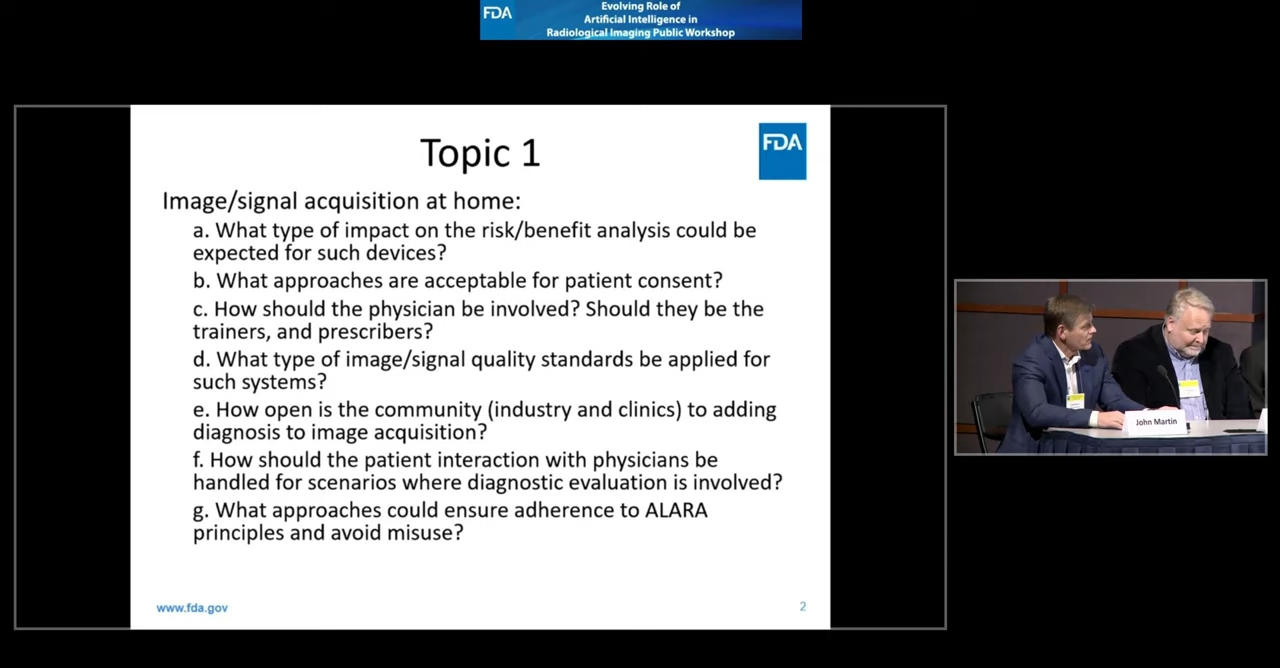 FDA
Evolving Role of
Artificial Intelligence in
Radiological Imaging Public Workshop
Topic 1
FDA
Image/signal acquisition at home:
a. What type of impact on the risk/benefit analysis could be
expected for such devices?
b. What approaches are acceptable for patient consent?
c. How should the physician be involved? Should they be the
trainers, and prescribers?
d. What type of image/signal quality standards be applied for
such systems?
e. How open is the community (industry and clinics) to adding
diagnosis to image acquisition?
f. How should the patient interaction with physicians be
handled for scenarios where diagnostic evaluation is involved?
g. What approaches could ensure adherence to ALARA
principles and avoid misuse?
www.fda.gov
2
John Martin